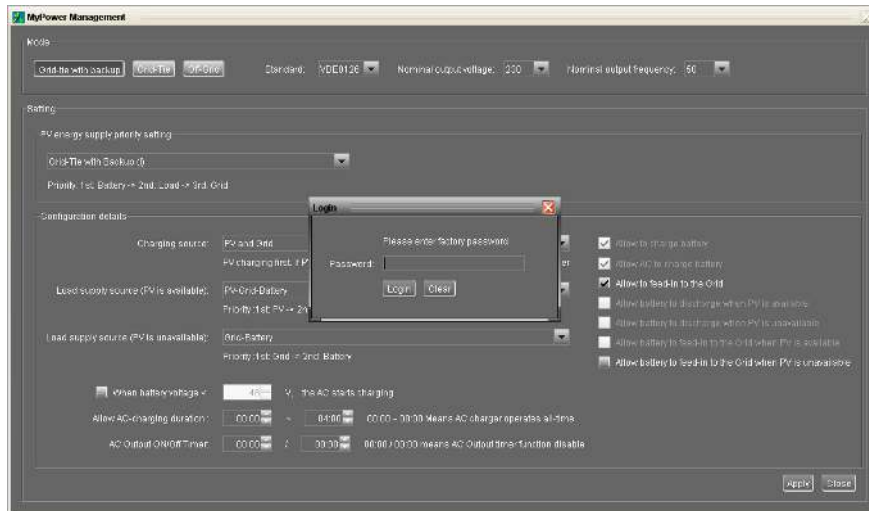 MyPower Management
Mode
Grid-tie with backup Grid-Tie Off-Grid Standard: VDE0126 Nominal output voltage: 230 Nominal output frequency: 50
Setting
PV energy supply priority setting
Grid-Tie with Backup (I)
Priority: 1st: Battery -> 2nd: Load -> 3rd: Grid
Login
Configuration details
Please enter factory password
Charging source: PV and Grid
Allow to charge battery
PV charging first. If P
Password:
Allow AC to charge battery
Load supply source (PV is available): PV-Grid-Battery
Login Clear
Allow to feed-in to the Grid
Priority: 1st: PV-> 2n
Allow battery to discharge when PV is available
Allow battery to discharge when PV is unavailable
Load supply source (PV is unavailable): Grid-Battery
Allow battery to feed-in to the Grid when PV is available
Priority: 1st: Grid -> 2nd: Battery
Allow battery to feed-in to the Grid when PV is unavailable
When battery voltage < 48 V, the AC starts charging
Allow AC-charging duration: 00:00 ~ 04:00 00:00 - 00:00 Means AC charger operates all-time
AC Output ON/Off Timer: 00:00 / 00:00 00:00 / 00:00 means AC Output timer function disable
Apply Close